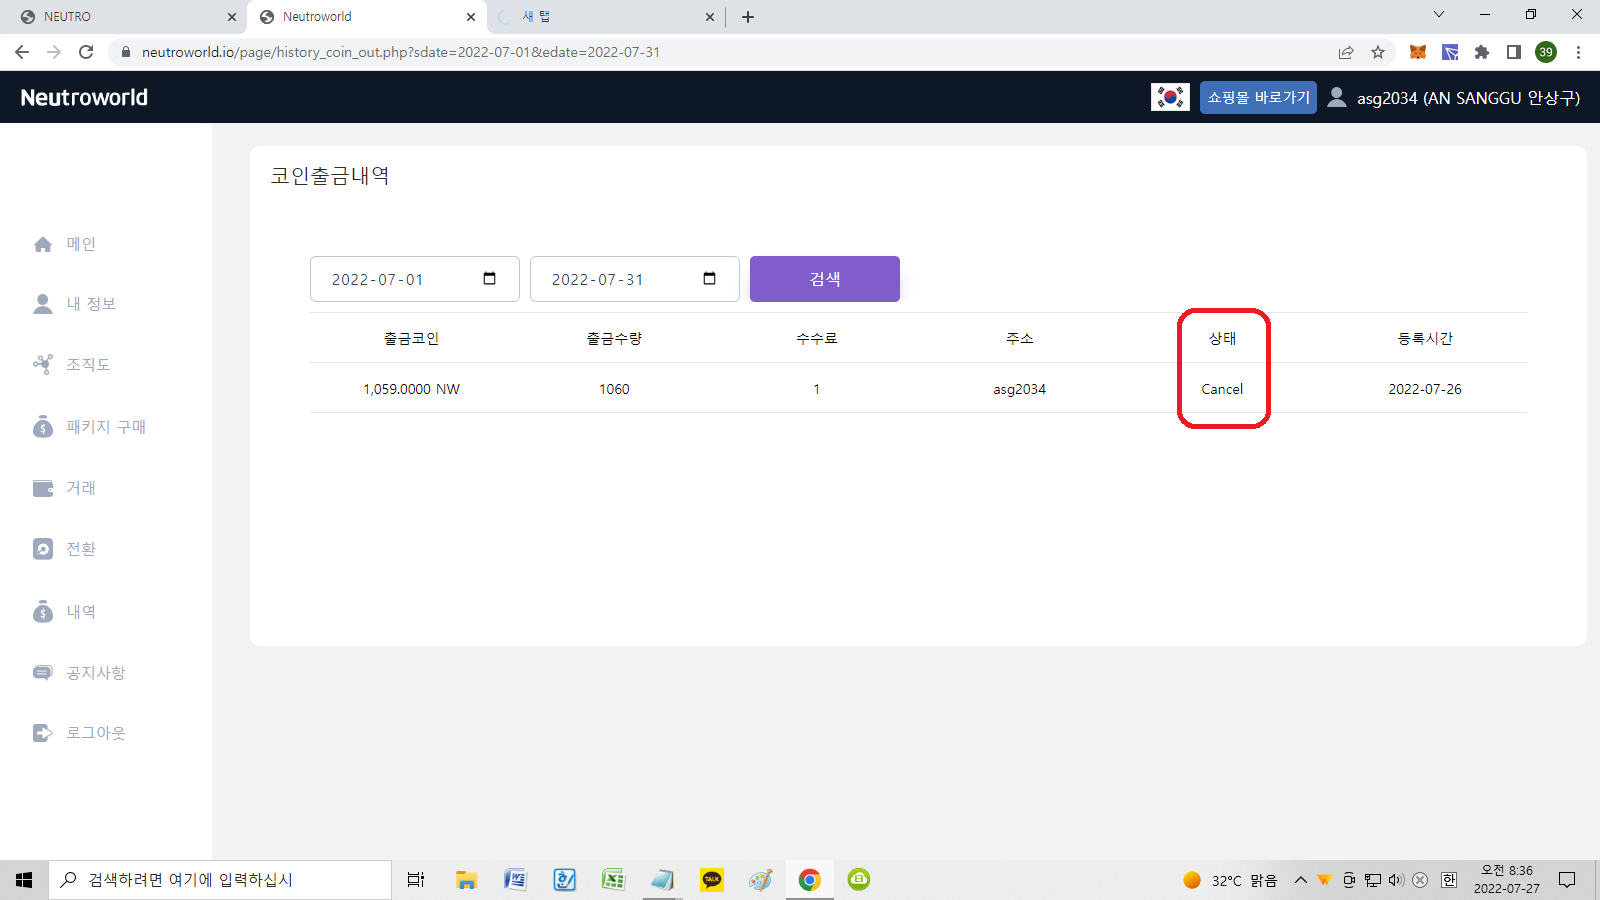 NEUTRO
Neutroworld
새 탭
neutroworld.io/page/history_coin_out.php?sdate=2022-07-01&edate=2022-07-31
39
Neutroworld
쇼핑몰 바로가기
asg2034 (AN SANGGU 안상구)
코인출금내역
메인
내 정보
조직도
패키지 구매
거래
전환
내역
공지사항
로그아웃
2022-07-01
2022-07-31
검색
출금코인 출금수량 수수료 주소 상태 등록시간
1,059.0000 NW 1060 1 asg2034 Cancel 2022-07-26
검색하려면 여기에 입력하십시
TALK
32°C 맑음
한
오전 8:36
2022-07-27